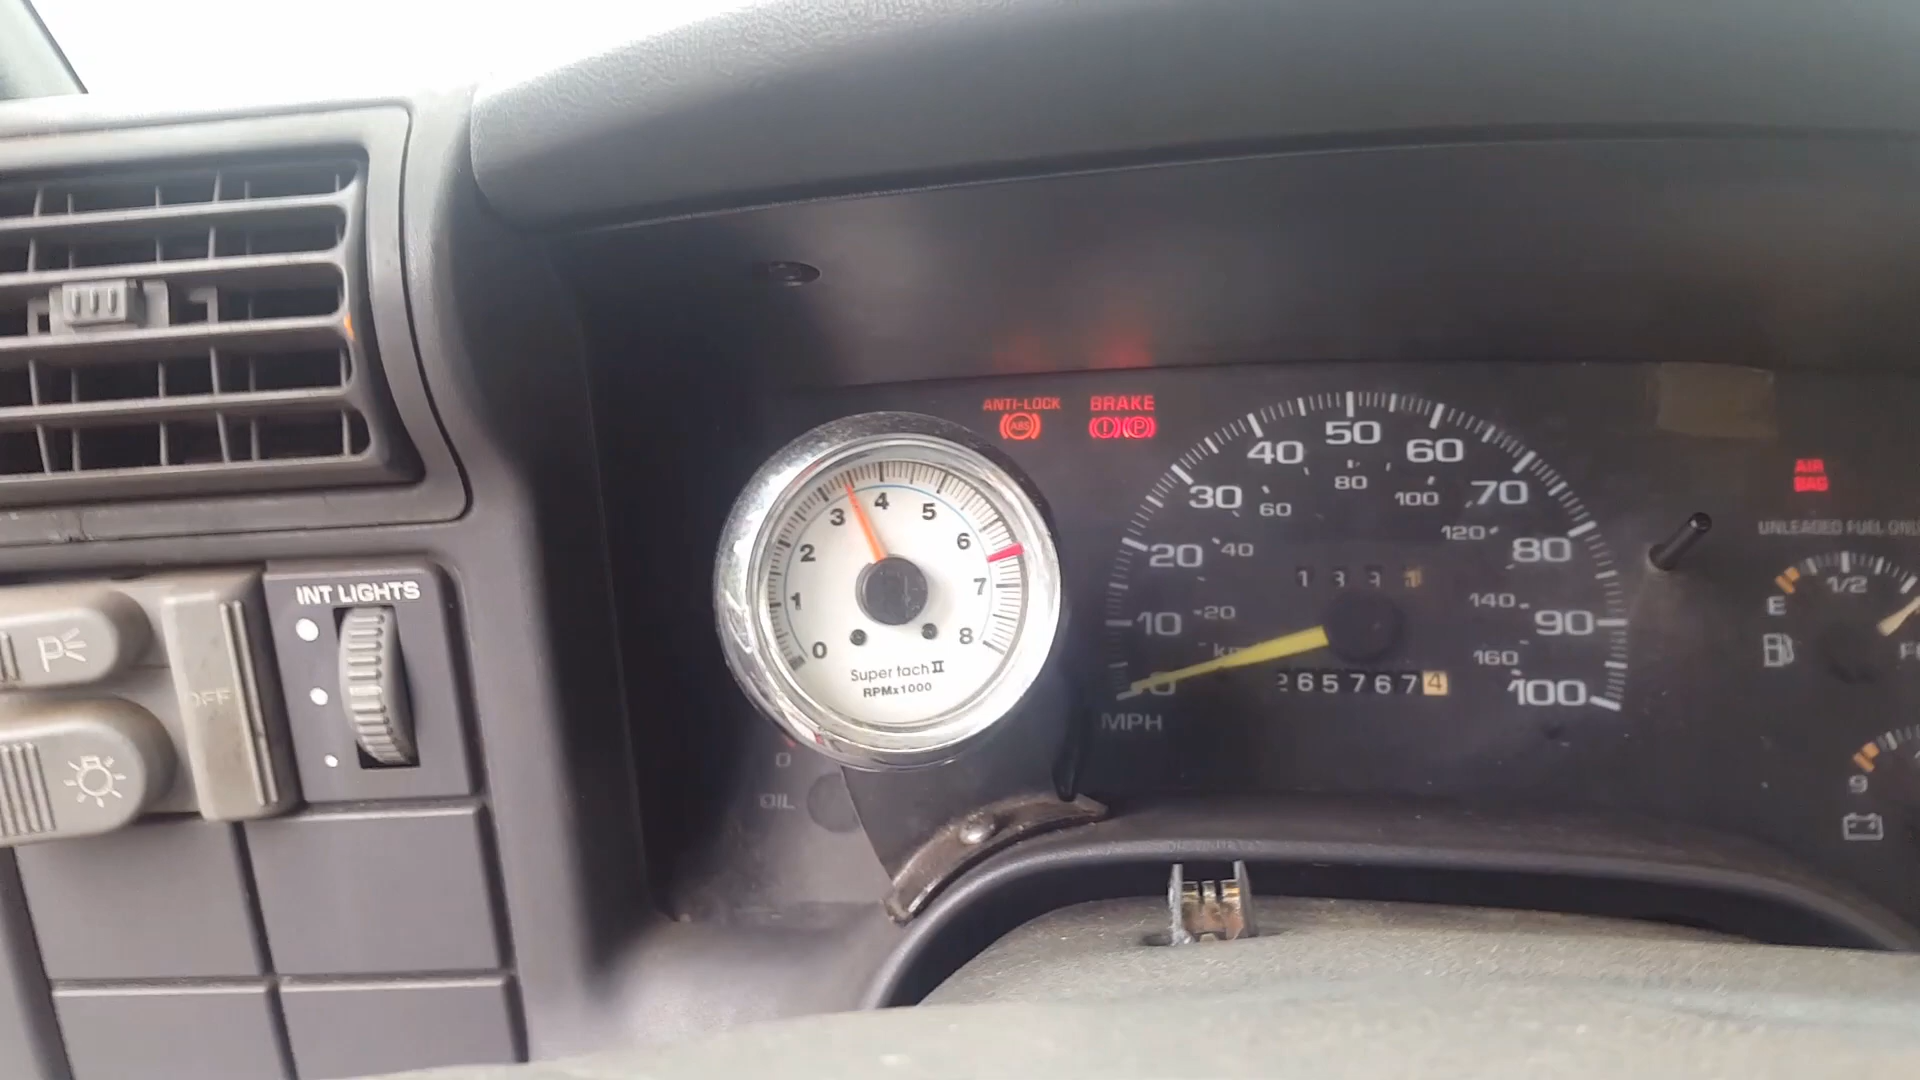 INT LIGHTS
P
OFF
ANTI-LOCK
ABS
BRAKE
! P
0 1 2 3 4 5 6 7 8
Super tach II
RPMx1000
0
OIL
10 20 30 40 50 60 70 80 90 100
20 40 60 80 100 120 140 160
265767 4
MPH
AIR
BAG
UNLEADED FUEL
E 1/2 F
9